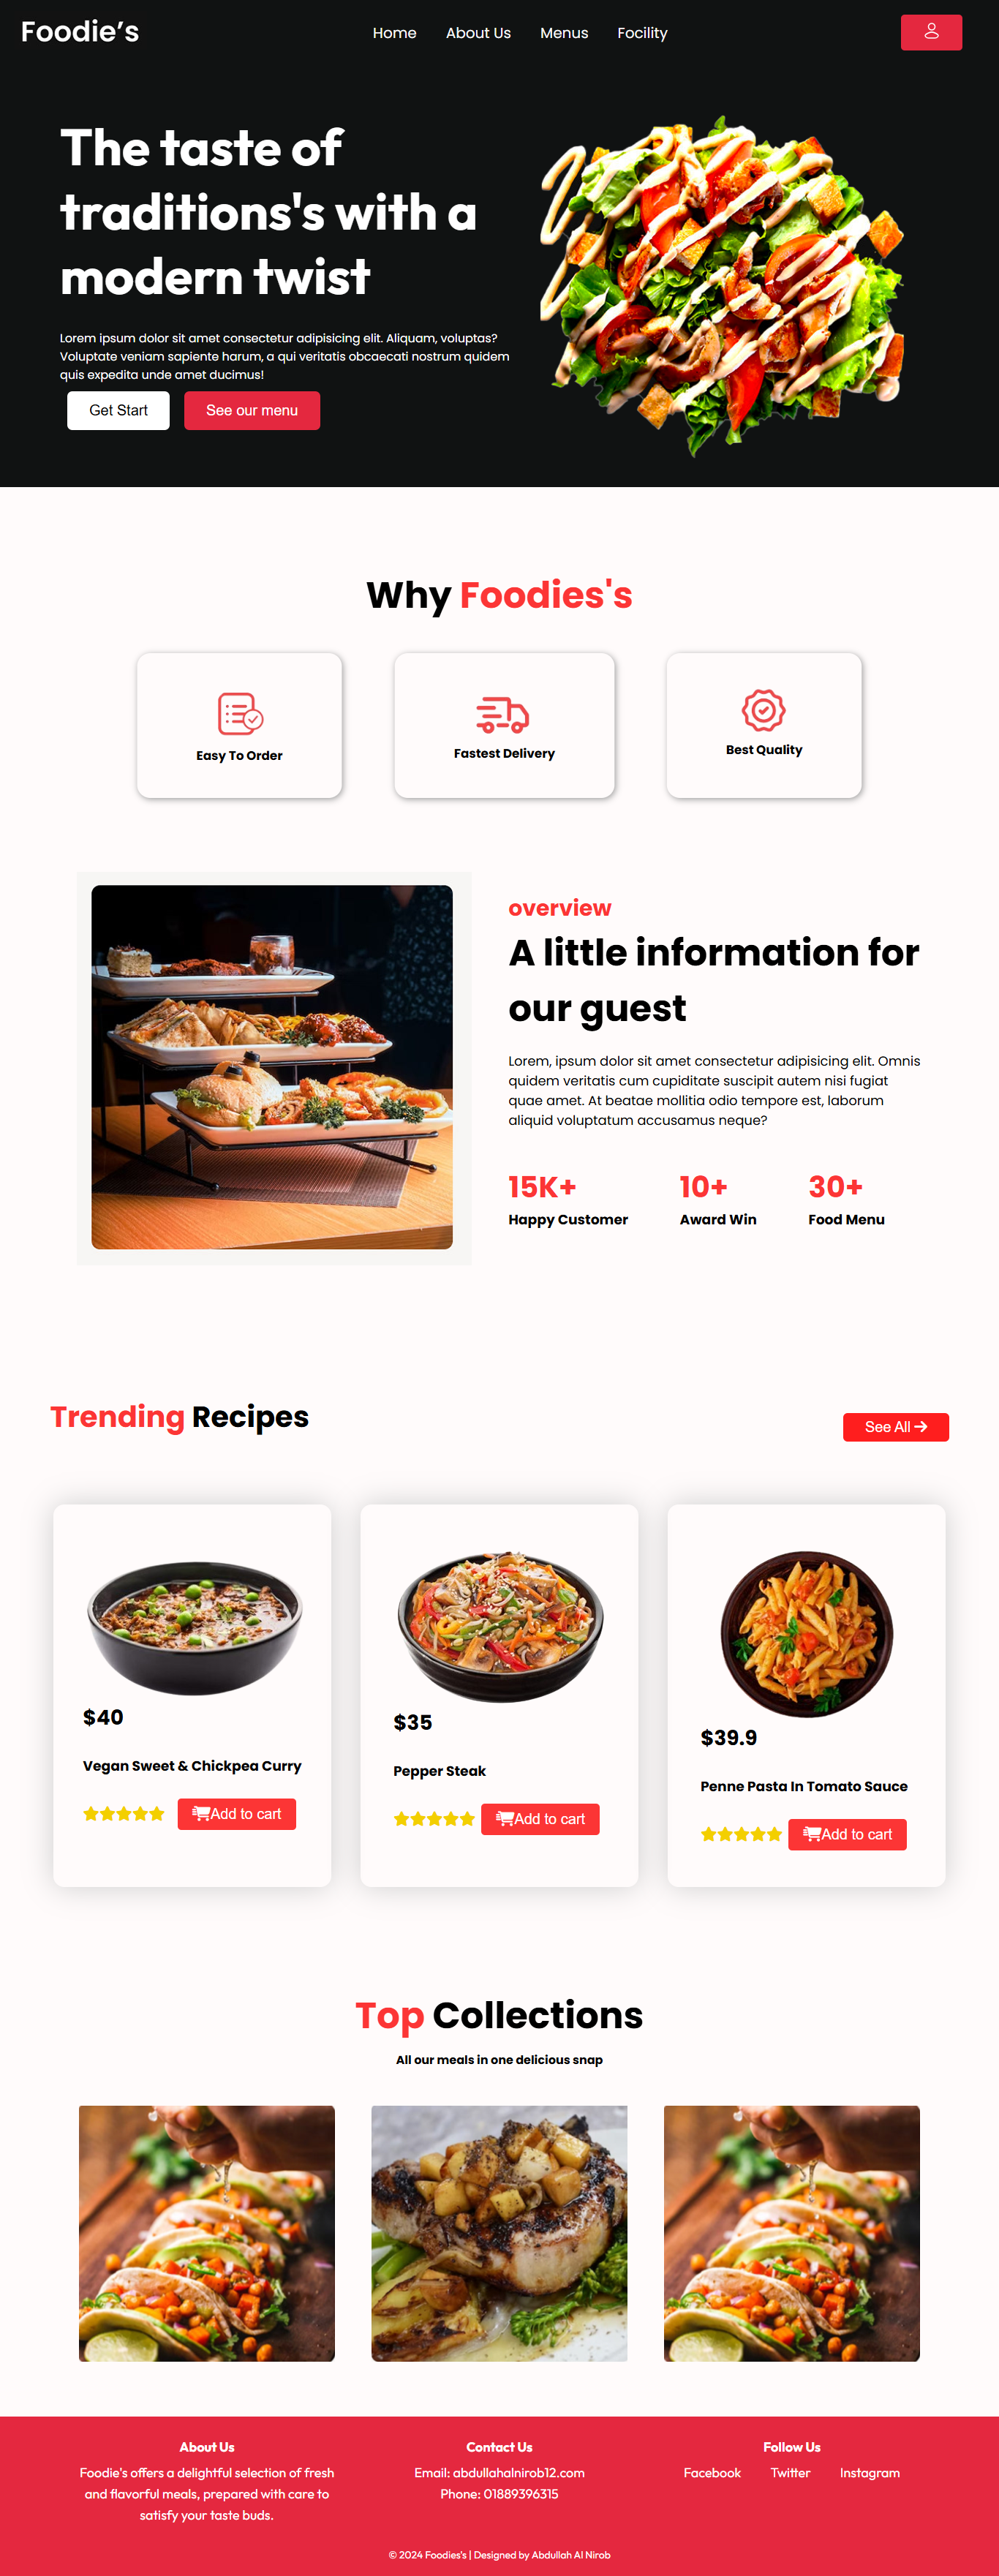 Foodie’s
Home About Us Menus Focility
The taste of
traditions's with a
modern twist
Lorem ipsum dolor sit amet consectetur adipisicing elit. Aliquam, voluptas?
Voluptate veniam sapiente harum, a qui veritatis obcaecati nostrum quidem
quis expedita unde amet ducimus!
Get Start See our menu
Why Foodies's
Easy To Order
Fastest Delivery
Best Quality
overview
A little information for
our guest
Lorem, ipsum dolor sit amet consectetur adipisicing elit. Omnis
quidem veritatis cum cupiditate suscipit autem nisi fugiat
quae amet. At beatae mollitia odio tempore est, laborum
aliquid voluptatum accusamus neque?
15K+ 10+ 30+
Happy Customer Award Win Food Menu
Trending Recipes
See All
$40
Vegan Sweet & Chickpea Curry
Add to cart
$35
Pepper Steak
Add to cart
$39.9
Penne Pasta In Tomato Sauce
Add to cart
Top Collections
All our meals in one delicious snap
About Us
Foodie's offers a delightful selection of fresh
and flavorful meals, prepared with care to
satisfy your taste buds.
Contact Us
Email: abdullahalnirob12.com
Phone: 01889396315
Follow Us
Facebook Twitter Instagram
© 2024 Foodies's | Designed by Abdullah Al Nirob